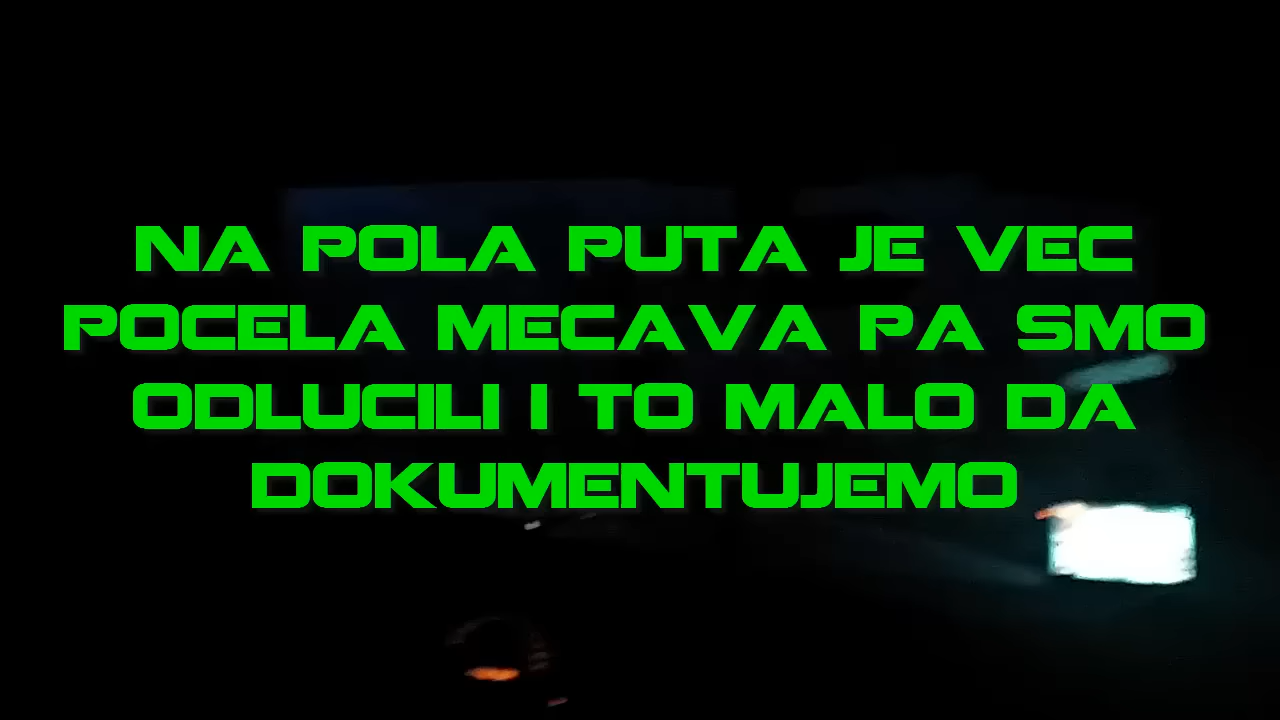 NA POLA PUTA JE VEC
POCELA MECAVA PA SMO
ODLUCILI I TO MALO DA
DOKUMENTUJEMO